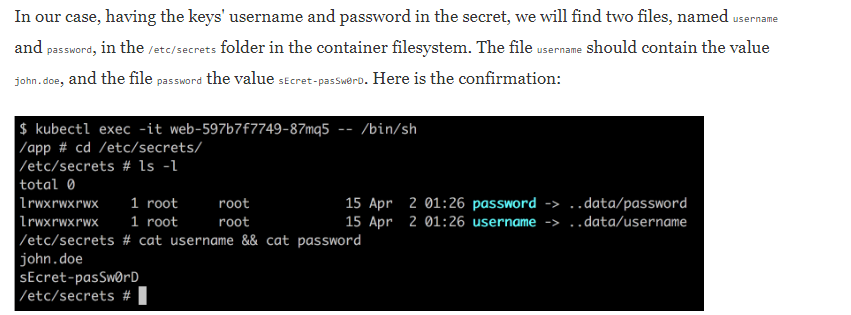 In our case, having the keys' username and password in the secret, we will find two files, named username
and password, in the /etc/secrets folder in the container filesystem. The file username should contain the value
john.doe, and the file password the value sEcret-pasSw0rD. Here is the confirmation:
$ kubectl exec -it web-597b7f7749-87mq5 -- /bin/sh
/app # cd /etc/secrets/
/etc/secrets # ls -l
total 0
lrwxrwxrwx    1 root     root            15 Apr  2 01:26 password -> ..data/password
lrwxrwxrwx    1 root     root            15 Apr  2 01:26 username -> ..data/username
/etc/secrets # cat username && cat password
john.doe
sEcret-pasSw0rD
/etc/secrets #